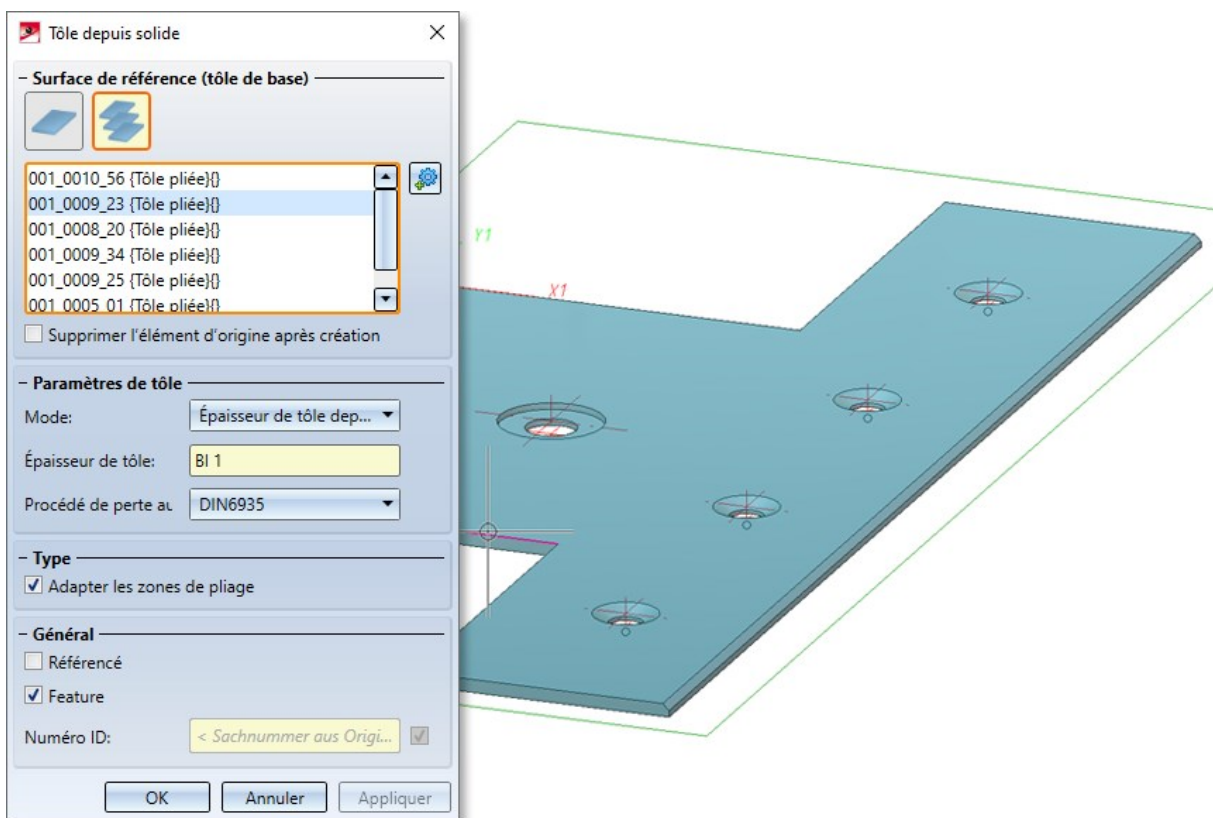 Tôle depuis solide
– Surface de référence (tôle de base)
001_0010_56 {Tôle pliée}{}
001_0009_23 {Tôle pliée}{}
001_0008_20 {Tôle pliée}{}
001_0009_34 {Tôle pliée}{}
001_0009_25 {Tôle pliée}{}
001_0005_01 {Tôle pliée}{}
Supprimer l'élément d'origine après création
– Paramètres de tôle
Mode: Épaisseur de tôle dep...
Épaisseur de tôle: Bl 1
Procédé de perte au DIN6935
– Type
Adapter les zones de pliage
– Général
Référencé
Feature
Numéro ID: < Sachnummer aus Origi...
OK Annuler Appliquer
Y1
X1